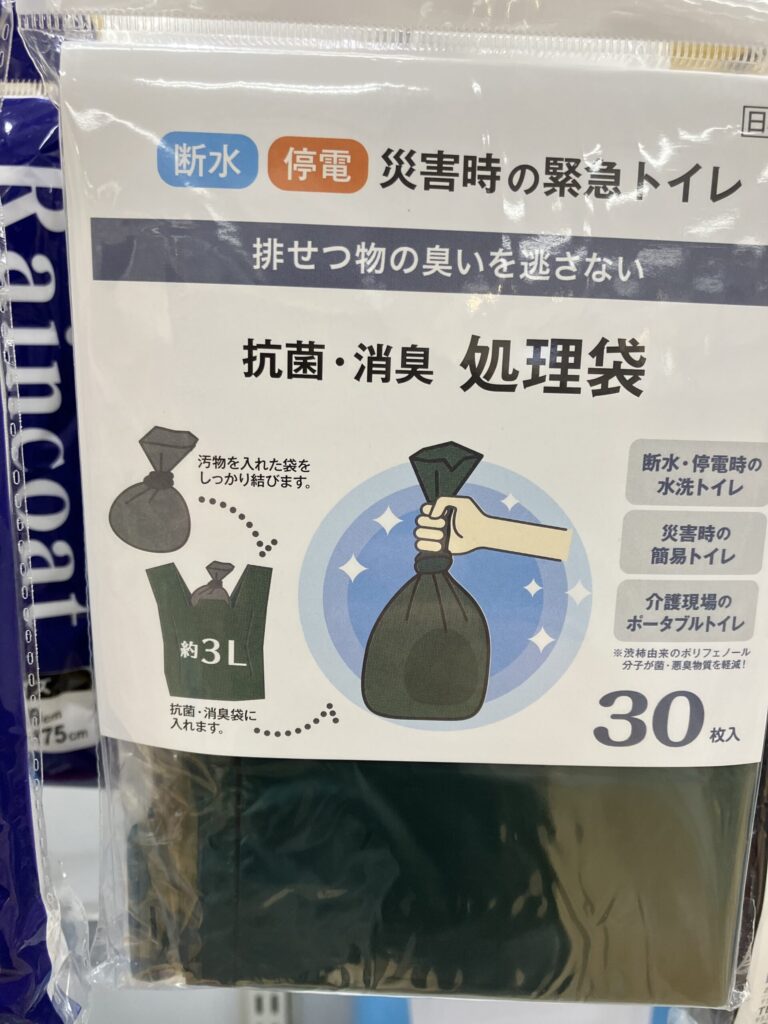 日
断水 停電 災害時の緊急トイレ
排せつ物の臭いを逃さない
抗菌・消臭 処理袋
汚物を入れた袋を
しっかり結びます。
約3L
抗菌・消臭袋に
入れます。
断水・停電時の
水洗トイレ
災害時の
簡易トイレ
介護現場の
ポータブルトイレ
※渋柿由来のポリフェノール
分子が菌・悪臭物質を軽減!
30枚入
Raincoat
75cm